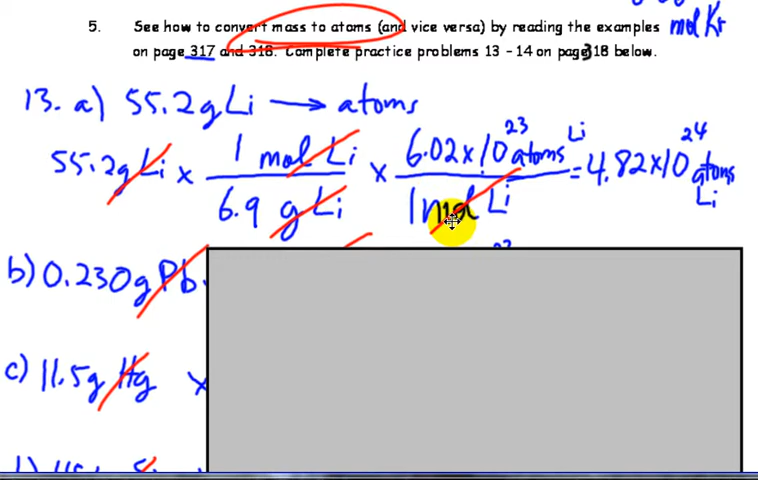 mol Kr
5. See how to convert mass to atoms (and vice versa) by reading the examples
on page 317 and 318. Complete practice problems 13 - 14 on page 318 below.
13. a) 55.2g Li → atoms
55.2g Li x 1 mol Li / 6.9 g Li x 6.02 x 10^23 atoms Li / 1 mol Li = 4.82 x 10^24 atoms Li
b) 0.230g Pb
c) 11.5g Hg x